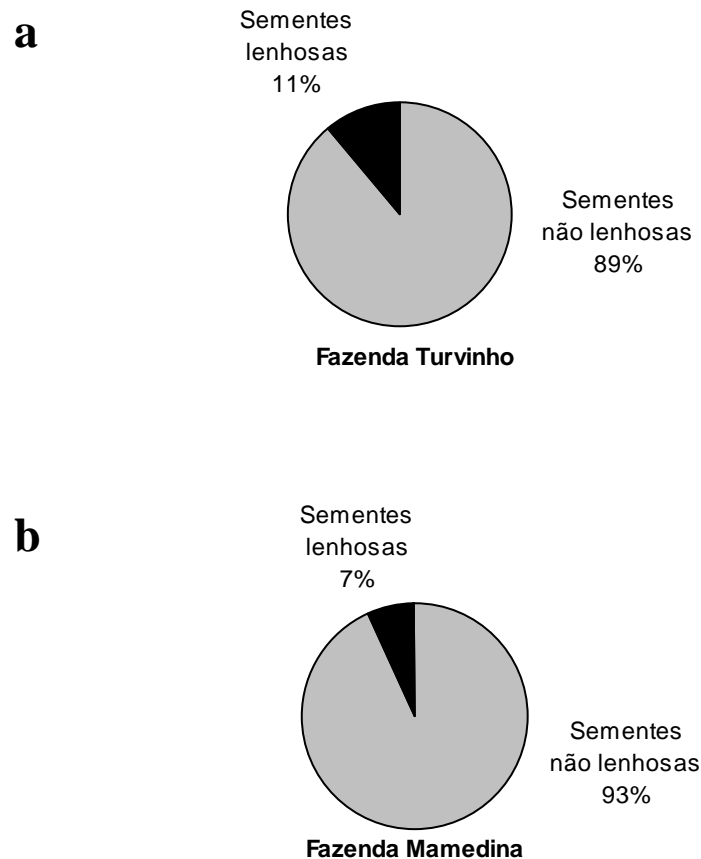 a
Sementes
lenhosas
11%
Sementes
não lenhosas
89%
Fazenda Turvinho
b
Sementes
lenhosas
7%
Sementes
não lenhosas
93%
Fazenda Mamedina